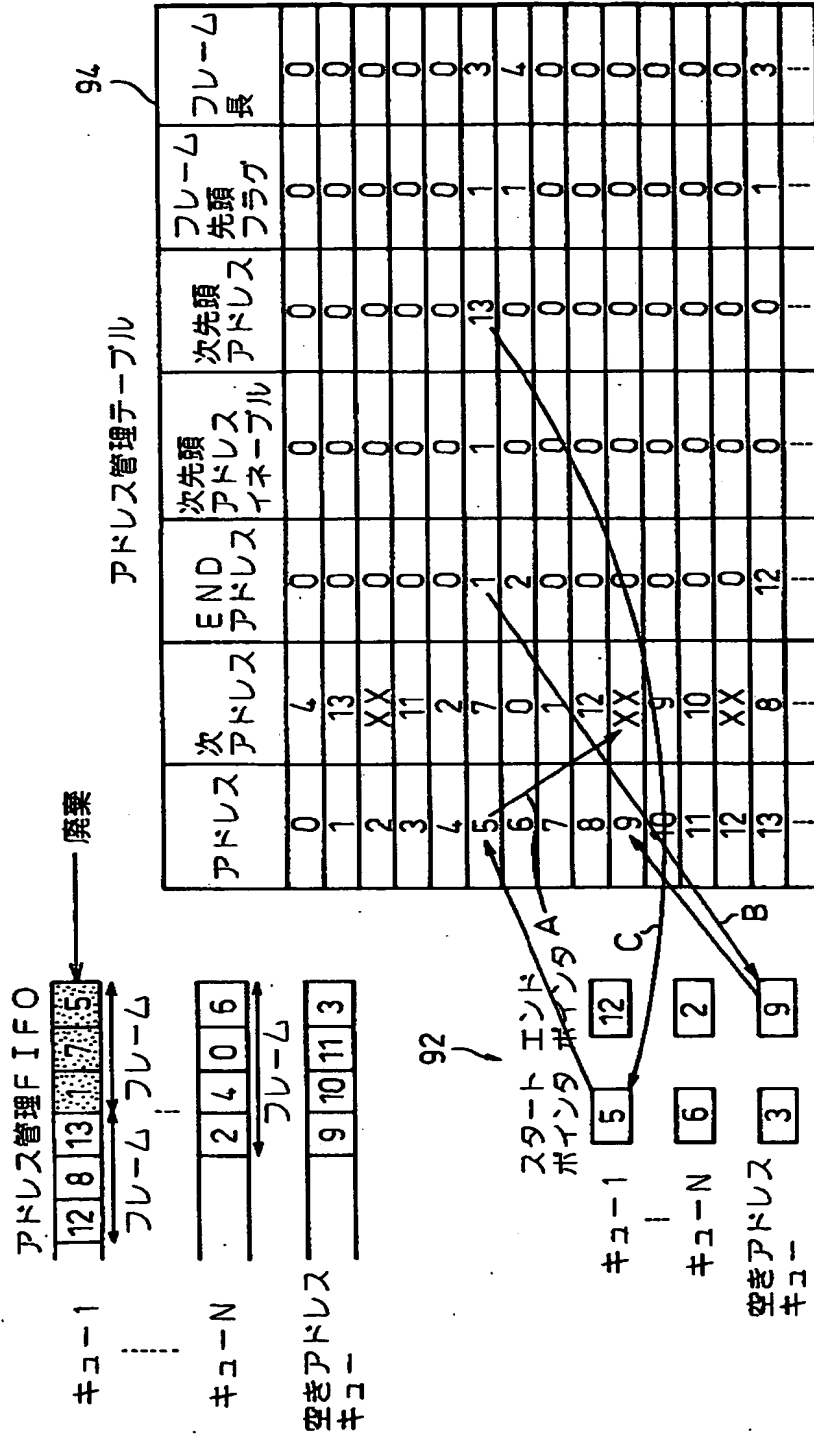 アドレス管理FIFO
キュー1
12 8 13 1 7 5
廃棄
フレーム フレーム
キューN
2 4 0 6
フレーム
空きアドレス
キュー
9 10 11 3
92
スタート エンド
ポインタ ポインタ
キュー1 5 12
キューN 6 2
空きアドレス
キュー 3 9
A
B
C
アドレス管理テーブル
94
アドレス 次アドレス ENDアドレス 次先頭アドレスイネーブル 次先頭アドレス フレーム先頭フラグ フレーム長
0 4 0 0 0 0 0
1 13 0 0 0 0 0
2 XX 0 0 0 0 0
3 11 0 0 0 0 0
4 2 0 0 0 0 0
5 7 1 1 13 1 3
6 0 2 0 0 1 4
7 1 0 0 0 0 0
8 12 0 0 0 0 0
9 XX 0 0 0 0 0
10 9 0 0 0 0 0
11 10 0 0 0 0 0
12 XX 0 0 0 0 0
13 8 12 0 0 1 3